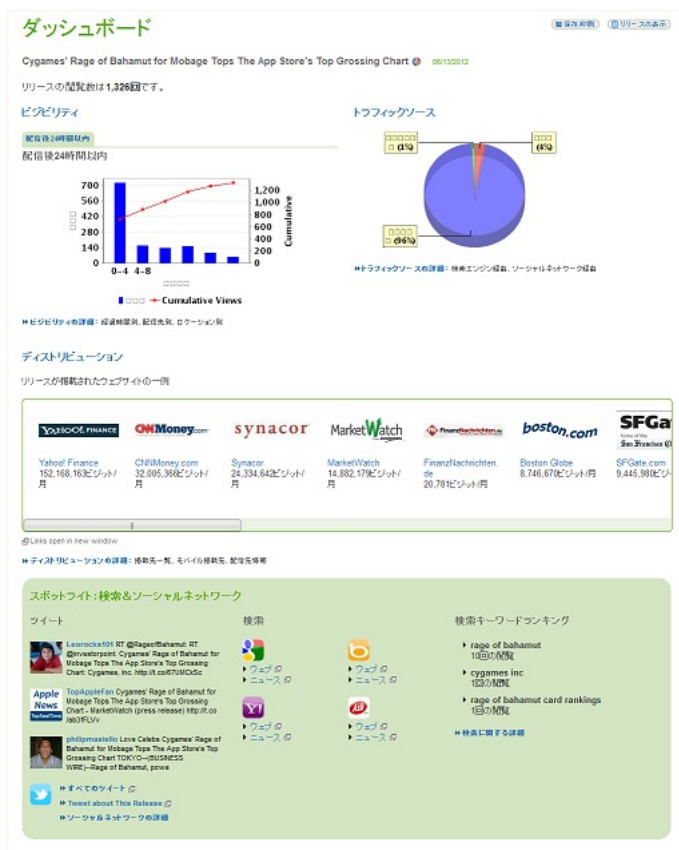 ダッシュボード
保存/印刷
リリースの表示
Cygames' Rage of Bahamut for Mobage Tops The App Store's Top Grossing Chart
06/13/2012
リリースの閲覧数は1,326回です。
ビジビリティ
トラフィックソース
配信後24時間以内
配信後24時間以内
(1%)
(4%)
(96%)
700
560
420
280
140
0
1,200
1,000
800
600
400
200
0
Cumulative
0-4 4-8
Cumulative Views
トラフィックソースの詳細: 検索エンジン経由、ソーシャルネットワーク経由
ビジビリティの詳細: 経過時間別、配信先別、ロケーション別
ディストリビューション
リリースが掲載されたウェブサイトの一例
YAHOO! FINANCE
CNNMoney.com
synacor
MarketWatch
FinanzNachrichten.de
boston.com
SFGa
Home of the
San Francisco C
Yahoo! Finance
152,168,163ビジット/月
CNNMoney.com
32,005,366ビジット/月
Synacor
24,334,642ビジット/月
MarketWatch
14,882,179ビジット/月
FinanzNachrichten.de
20,781ビジット/月
Boston Globe
8,746,670ビジット/月
SFGate.com
9,445,980ビジ
Links open in new window
ディストリビューションの詳細: 掲載先一覧、モバイル掲載先、配信先情報
スポットライト:検索&ソーシャルネットワーク
ツイート
Leorocks101 RT @RageofBahamut: RT
@investorpoint: Cygames' Rage of Bahamut for
Mobage Tops The App Store's Top Grossing
Chart: Cygames, Inc. http://t.co/67UMCkSc
Apple
News
TopAppleFan Cygames' Rage of Bahamut for
Mobage Tops The App Store's Top Grossing
Chart - MarketWatch (press release) http://t.co
/ab31fLVv
philipmasiello Love Celebs Cygames' Rage of
Bahamut for Mobage Tops The App Store's Top
Grossing Chart TOKYO--(BUSINESS
WIRE)--Rage of Bahamut, powe
すべてのツイート
Tweet about This Release
ソーシャルネットワークの詳細
検索
ウェブ
ニュース
ウェブ
ニュース
ウェブ
ニュース
ウェブ
ニュース
検索キーワードランキング
rage of bahamut
10回の閲覧
cygames inc
1回の閲覧
rage of bahamut card rankings
1回の閲覧
検索に関する詳細